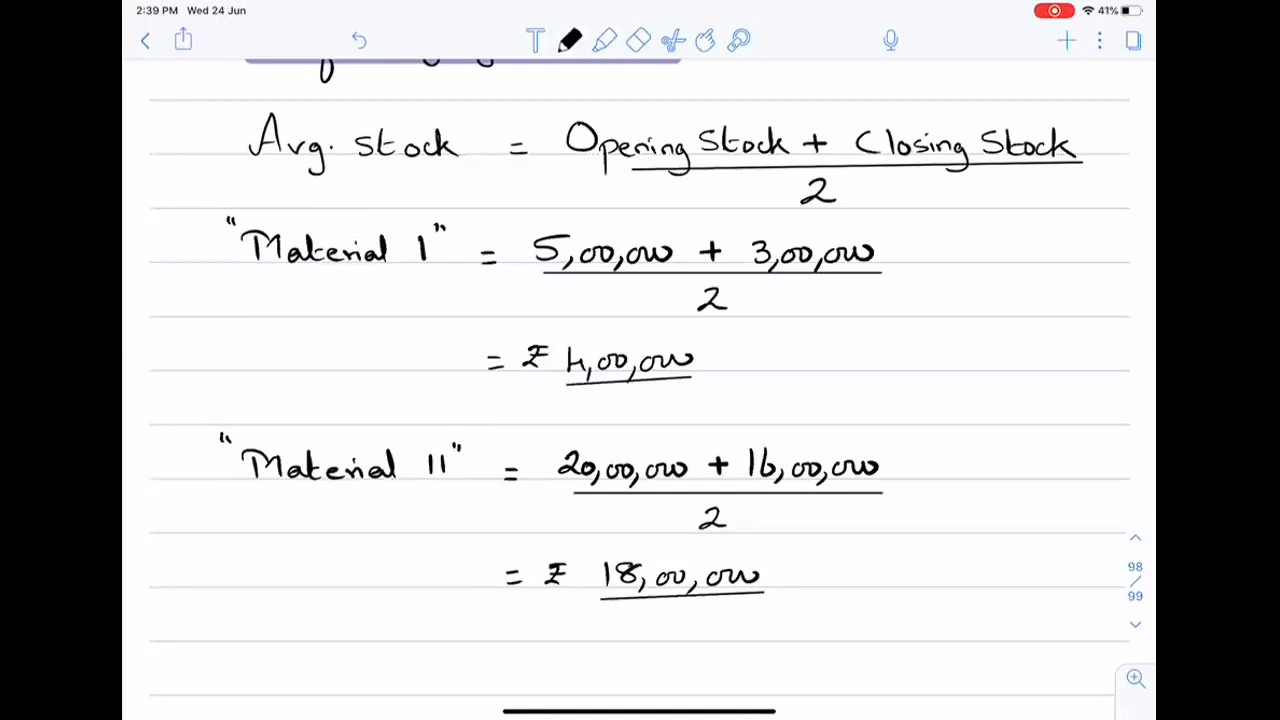 2:39 PM Wed 24 Jun
41%
Avg. stock = Opening Stock + Closing Stock
2
"Material I" = 5,00,000 + 3,00,000
2
= ₹ 4,00,000
"Material II" = 20,00,000 + 16,00,000
2
= ₹ 18,00,000
98
/
99